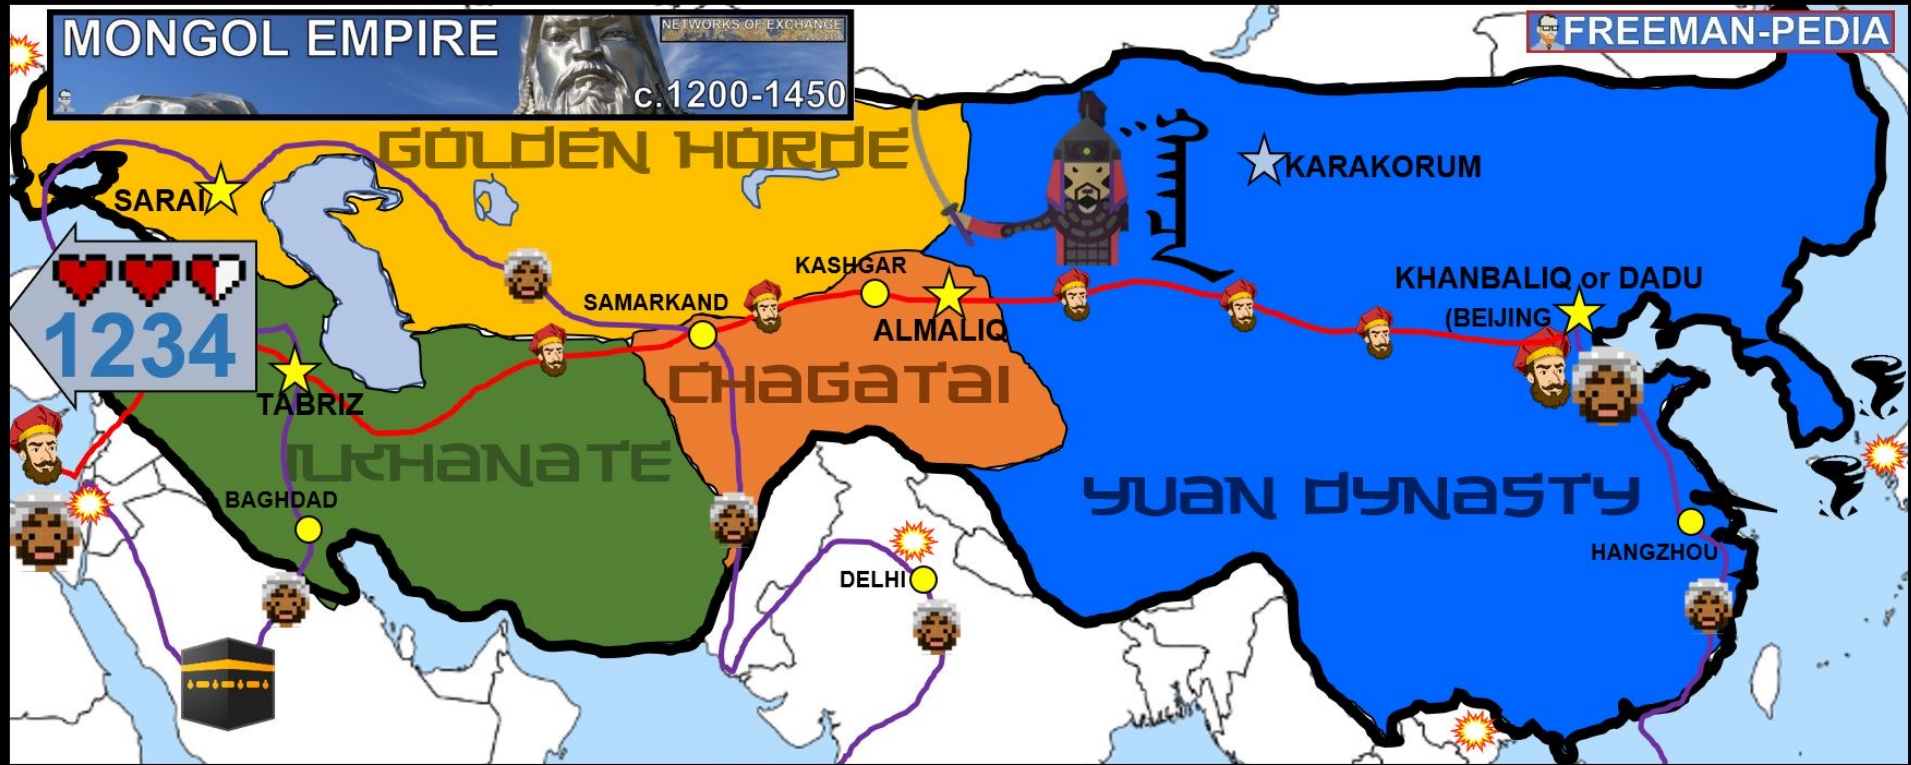 MONGOL EMPIRE
NETWORKS OF EXCHANGE
c.1200-1450
FREEMAN-PEDIA
GOLDEN HORDE
KARAKORUM
SARAI
KASHGAR
KHANBALIQ or DADU
(BEIJING
SAMARKAND
ALMALIQ
1234
CHAGATAI
TABRIZ
ILKHANATE
YUAN DYNASTY
BAGHDAD
HANGZHOU
DELHI